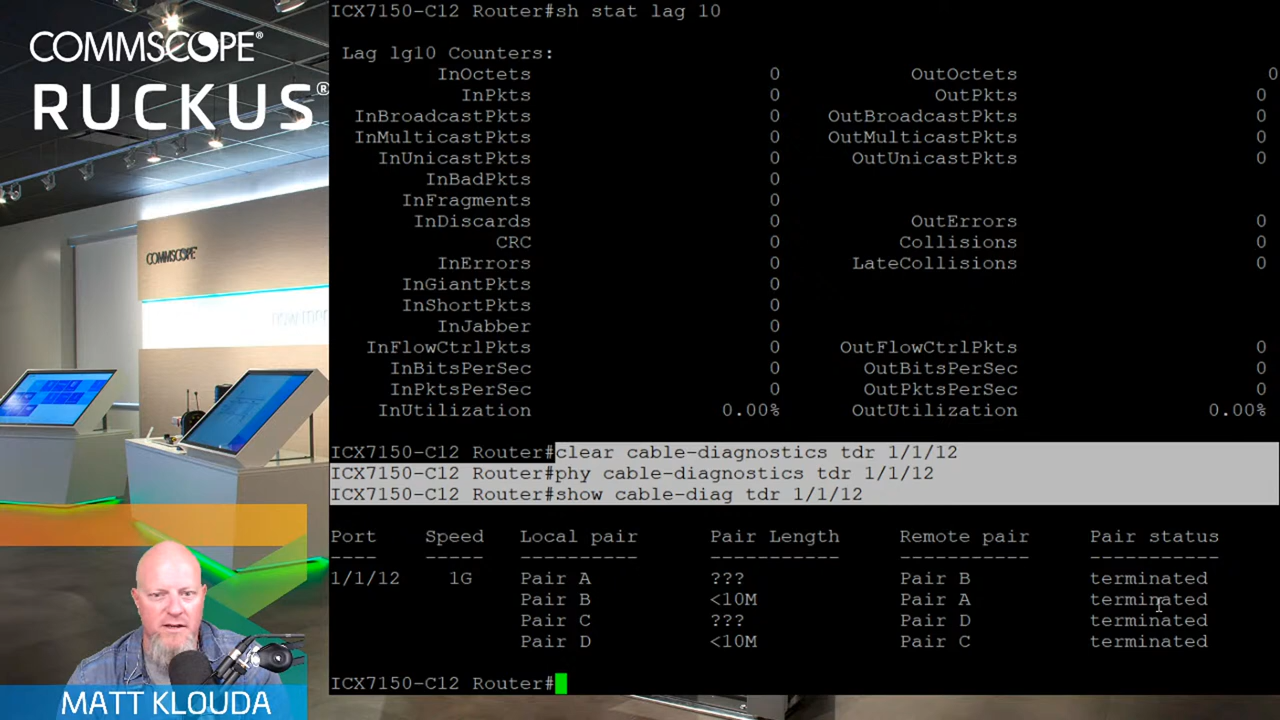 COMMSCOPE®
RUCKUS®
COMMSCOPE
MATT KLOUDA
ICX7150-C12 Router#sh stat lag 10
Lag lg10 Counters:
InOctets 0 OutOctets 0
InPkts 0 OutPkts 0
InBroadcastPkts 0 OutBroadcastPkts 0
InMulticastPkts 0 OutMulticastPkts 0
InUnicastPkts 0 OutUnicastPkts 0
InBadPkts 0
InFragments 0
InDiscards 0 OutErrors 0
CRC 0 Collisions 0
InErrors 0 LateCollisions 0
InGiantPkts 0
InShortPkts 0
InJabber 0
InFlowCtrlPkts 0 OutFlowCtrlPkts 0
InBitsPerSec 0 OutBitsPerSec 0
InPktsPerSec 0 OutPktsPerSec 0
InUtilization 0.00% OutUtilization 0.00%
ICX7150-C12 Router#clear cable-diagnostics tdr 1/1/12
ICX7150-C12 Router#phy cable-diagnostics tdr 1/1/12
ICX7150-C12 Router#show cable-diag tdr 1/1/12
Port Speed Local pair Pair Length Remote pair Pair status
---- ----- ---------- ----------- ----------- -----------
1/1/12 1G Pair A ??? Pair B terminated
Pair B <10M Pair A terminated
Pair C ??? Pair D terminated
Pair D <10M Pair C terminated
ICX7150-C12 Router#